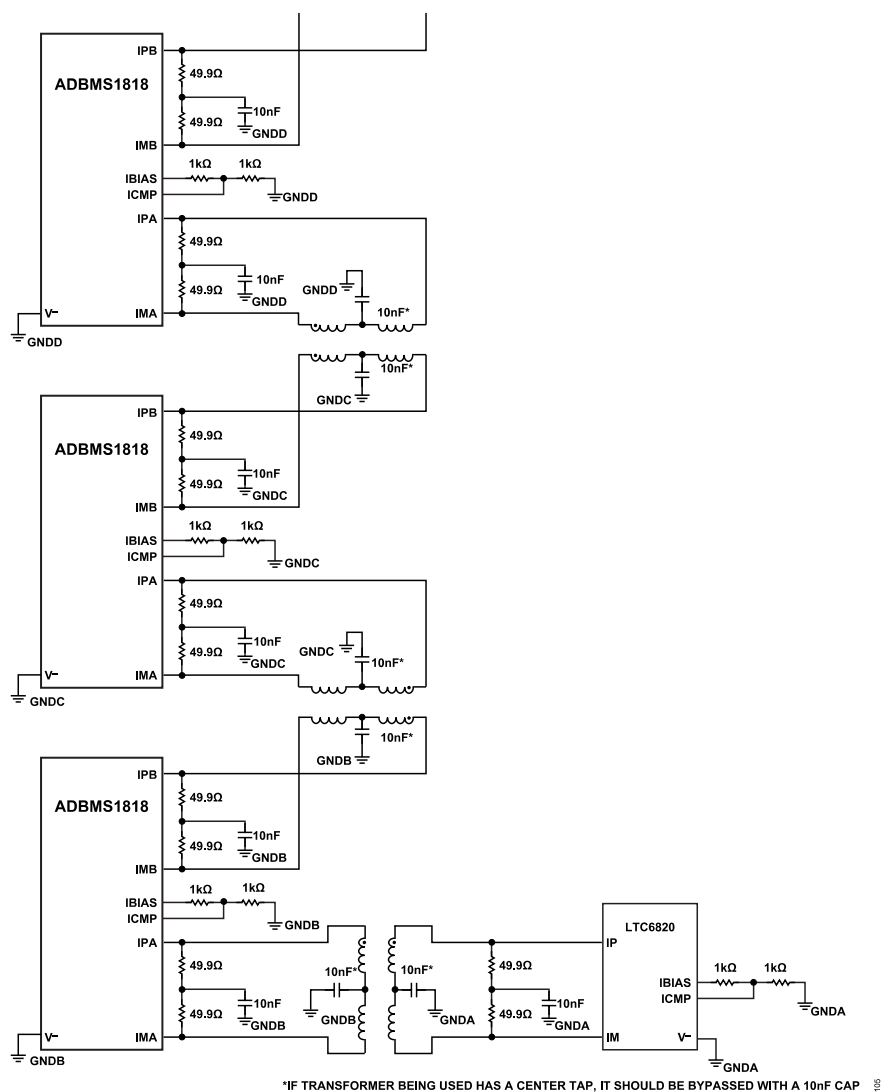 IPB
49.9Ω
ADBMS1818
10nF
49.9Ω
GNDD
IMB
1kΩ 1kΩ
IBIAS
ICMP
GNDD
IPA
49.9Ω
10nF
GNDD
49.9Ω
GNDD
10nF*
V–
IMA
GNDD
10nF*
GNDC
IPB
49.9Ω
ADBMS1818
10nF
49.9Ω
GNDC
IMB
1kΩ 1kΩ
IBIAS
ICMP
GNDC
IPA
49.9Ω
10nF
GNDC
49.9Ω
GNDC
10nF*
V–
IMA
GNDC
10nF*
GNDB
IPB
49.9Ω
ADBMS1818
10nF
49.9Ω
GNDB
IMB
1kΩ 1kΩ
IBIAS
ICMP
GNDB
IPA
49.9Ω
10nF
49.9Ω
GNDB
V–
IMA
GNDB
10nF* 10nF*
GNDB GNDA
49.9Ω
10nF
49.9Ω
GNDA
LTC6820
IP
IBIAS
ICMP
1kΩ 1kΩ
GNDA
IM
V–
GNDA
*IF TRANSFORMER BEING USED HAS A CENTER TAP, IT SHOULD BE BYPASSED WITH A 10nF CAP
105